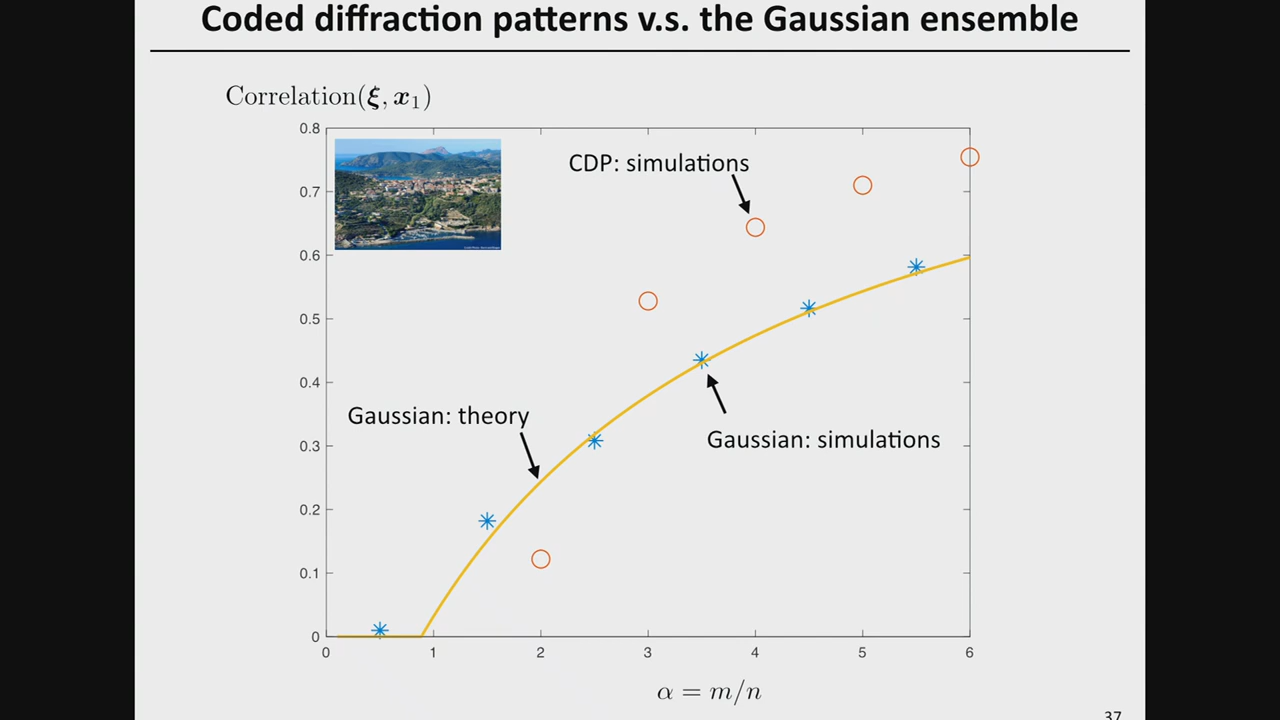 Coded diffraction patterns v.s. the Gaussian ensemble
Correlation(ξ, x₁)
0.8
0.7
0.6
0.5
0.4
0.3
0.2
0.1
0
CDP: simulations
Gaussian: theory
Gaussian: simulations
0 1 2 3 4 5 6
α = m/n
37